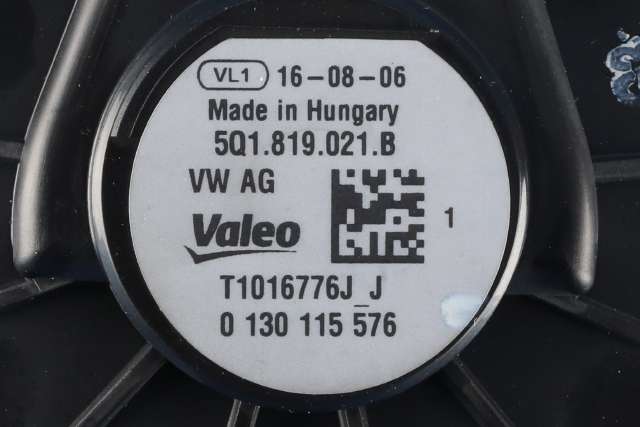 VL1 16-08-06
Made in Hungary
5Q1.819.021.B
VW AG
Valeo
1
T1016776J_J
0 130 115 576